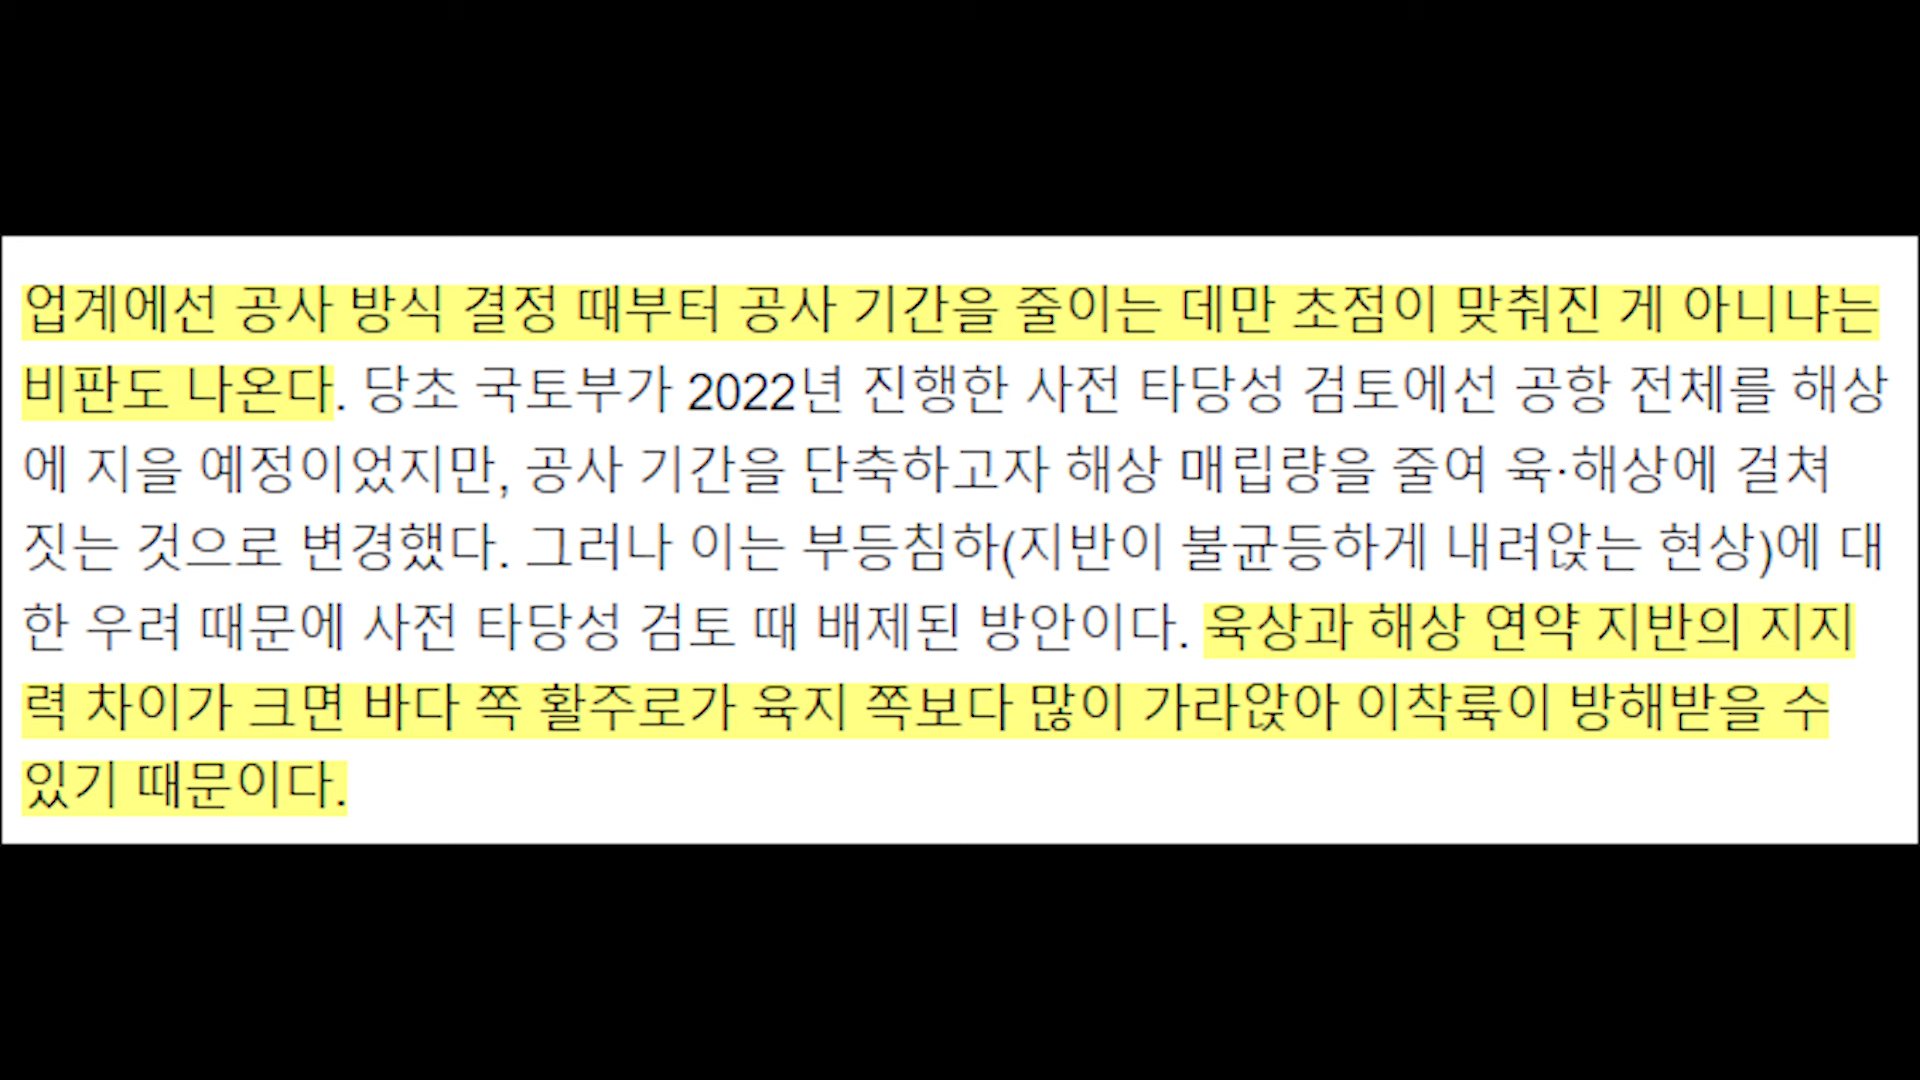 업계에선 공사 방식 결정 때부터 공사 기간을 줄이는 데만 초점이 맞춰진 게 아니냐는
비판도 나온다. 당초 국토부가 2022년 진행한 사전 타당성 검토에선 공항 전체를 해상
에 지을 예정이었지만, 공사 기간을 단축하고자 해상 매립량을 줄여 육·해상에 걸쳐
짓는 것으로 변경했다. 그러나 이는 부등침하(지반이 불균등하게 내려앉는 현상)에 대
한 우려 때문에 사전 타당성 검토 때 배제된 방안이다. 육상과 해상 연약 지반의 지지
력 차이가 크면 바다 쪽 활주로가 육지 쪽보다 많이 가라앉아 이착륙이 방해받을 수
있기 때문이다.